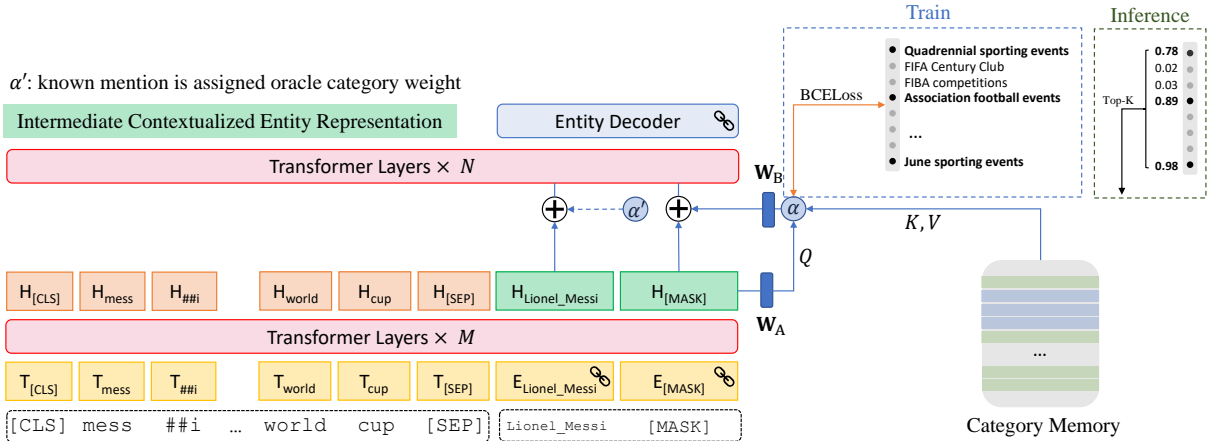 Train
Inference
Quadrennial sporting events
FIFA Century Club
FIBA competitions
Association football events
...
June sporting events
BCELoss
0.78
0.02
0.03
0.89
0.98
Top-K
α′: known mention is assigned oracle category weight
Intermediate Contextualized Entity Representation
Entity Decoder
Transformer Layers × N
W_B
α′
α
K, V
Q
H_[CLS] H_mess H_##i H_world H_cup H_[SEP] H_Lionel_Messi H_[MASK]
W_A
Transformer Layers × M
T_[CLS] T_mess T_##i T_world T_cup T_[SEP] E_Lionel_Messi E_[MASK]
[CLS] mess ##i ... world cup [SEP] Lionel_Messi [MASK]
...
Category Memory